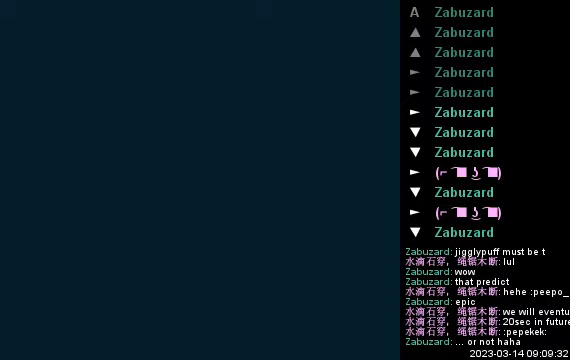 A Zabuzard
▲ Zabuzard
▲ Zabuzard
► Zabuzard
► Zabuzard
► Zabuzard
▼ Zabuzard
▼ Zabuzard
► (⌐ ͡■ ͜ʖ ͡■)
▼ Zabuzard
► (⌐ ͡■ ͜ʖ ͡■)
▼ Zabuzard
Zabuzard: jigglypuff must be t
水滴石穿，绳锯木断: lul
Zabuzard: wow
Zabuzard: that predict
水滴石穿，绳锯木断: hehe :peepo_
Zabuzard: epic
水滴石穿，绳锯木断: we will eventu
水滴石穿，绳锯木断: 20sec in future
水滴石穿，绳锯木断: :pepekek:
Zabuzard: ... or not haha
2023-03-14 09:09:32